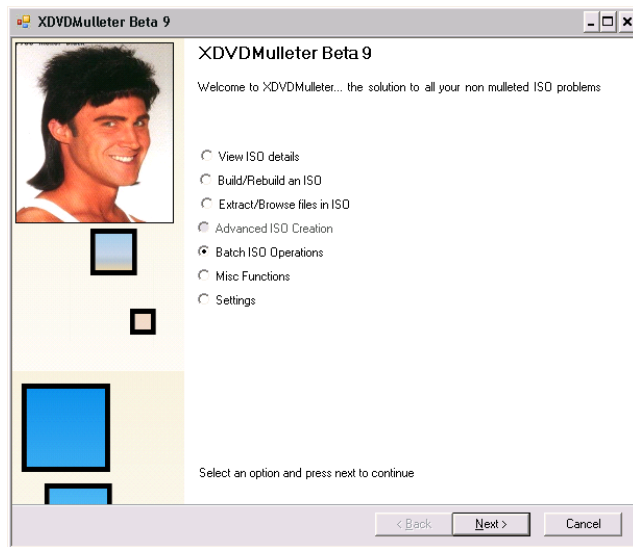 XDVDMulleter Beta 9
XDVDMulleter Beta 9
Welcome to XDVDMulleter... the solution to all your non mulleted ISO problems
View ISO details
Build/Rebuild an ISO
Extract/Browse files in ISO
Advanced ISO Creation
Batch ISO Operations
Misc Functions
Settings
Select an option and press next to continue
< Back
Next >
Cancel